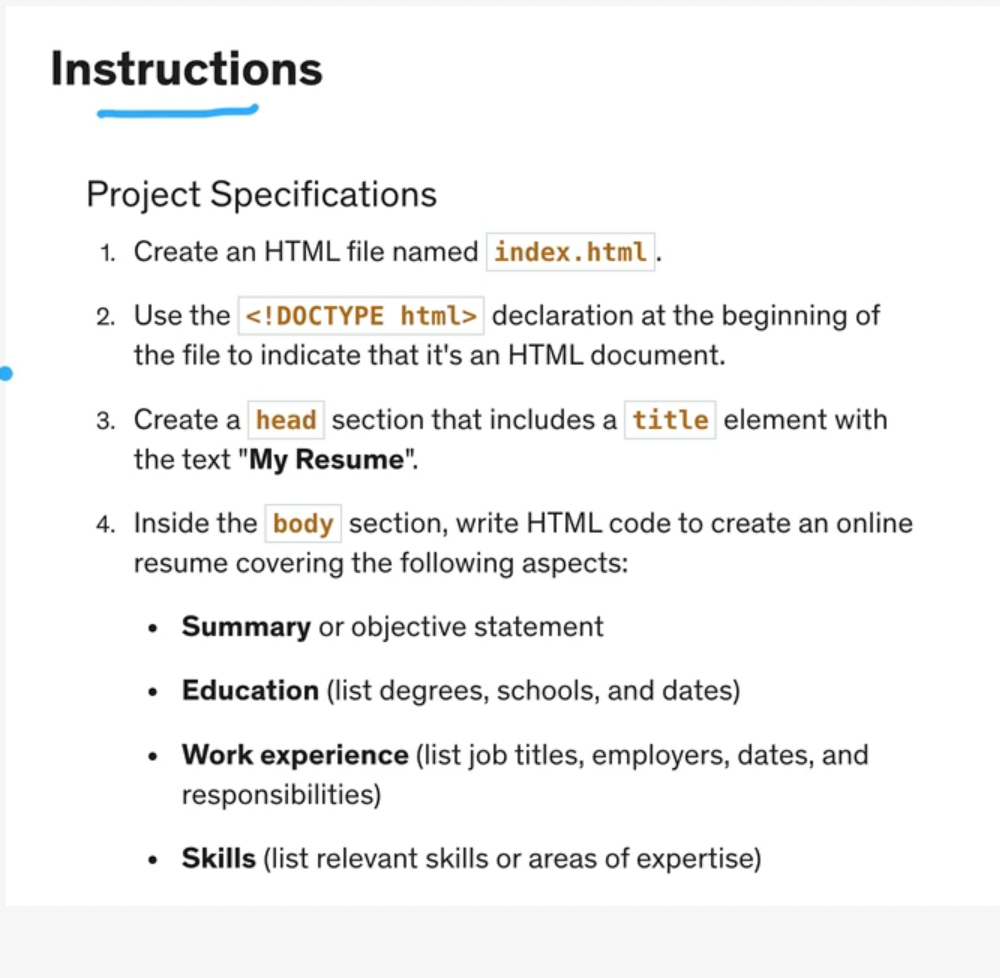 Instructions
Project Specifications
1. Create an HTML file named index.html.
2. Use the <!DOCTYPE html> declaration at the beginning of
the file to indicate that it's an HTML document.
3. Create a head section that includes a title element with
the text "My Resume".
4. Inside the body section, write HTML code to create an online
resume covering the following aspects:
• Summary or objective statement
• Education (list degrees, schools, and dates)
• Work experience (list job titles, employers, dates, and
responsibilities)
• Skills (list relevant skills or areas of expertise)